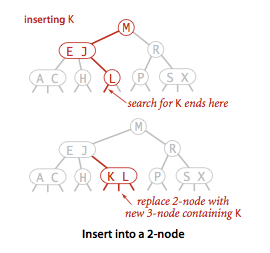 inserting K
M
E J R
A C H L P S X
search for K ends here
M
E J R
A C H K L P S X
replace 2-node with
new 3-node containing K
Insert into a 2-node